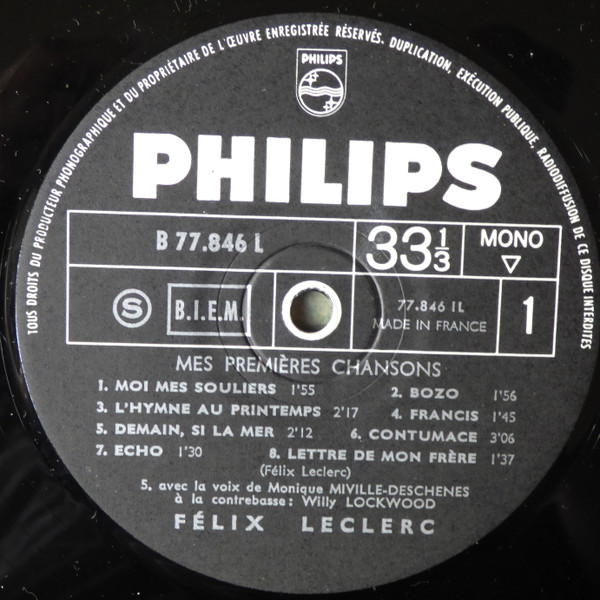 TOUS DROITS DU PRODUCTEUR PHONOGRAPHIQUE ET DU PROPRIÉTAIRE DE L'ŒUVRE ENREGISTRÉE RÉSERVÉS. DUPLICATION, EXÉCUTION PUBLIQUE, RADIODIFFUSION DE CE DISQUE INTERDITES
PHILIPS
PHILIPS
B 77.846 L
33 1/3
MONO
▽
S
B.I.E.M.
77.846 1L
MADE IN FRANCE
1
MES PREMIÈRES CHANSONS
1. MOI MES SOULIERS 1'55 2. BOZO 1'56
3. L'HYMNE AU PRINTEMPS 2'17 4. FRANCIS 1'45
5. DEMAIN, SI LA MER 2'12 6. CONTUMACE 3'06
7. ECHO 1'30 8. LETTRE DE MON FRÈRE 1'37
(Félix Leclerc)
5. avec la voix de Monique MIVILLE-DESCHENES
à la contrebasse: Willy LOCKWOOD
FÉLIX LECLERC